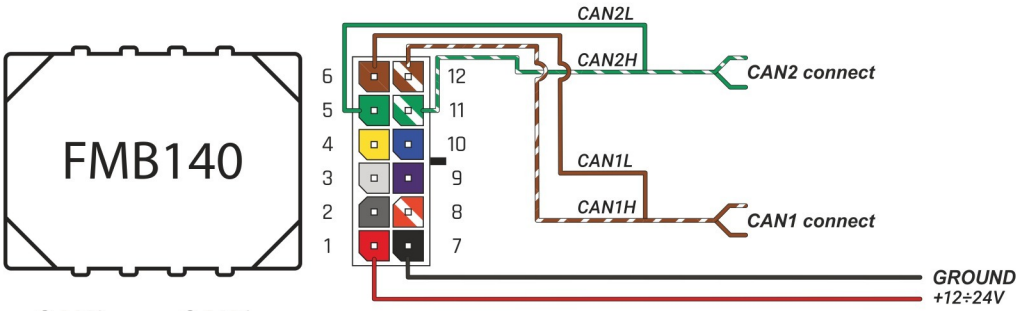 CAN2L
CAN2H
CAN2 connect
FMB140
6 12
5 11
4 10
3 9
2 8
1 7
CAN1L
CAN1H
CAN1 connect
GROUND
+12÷24V